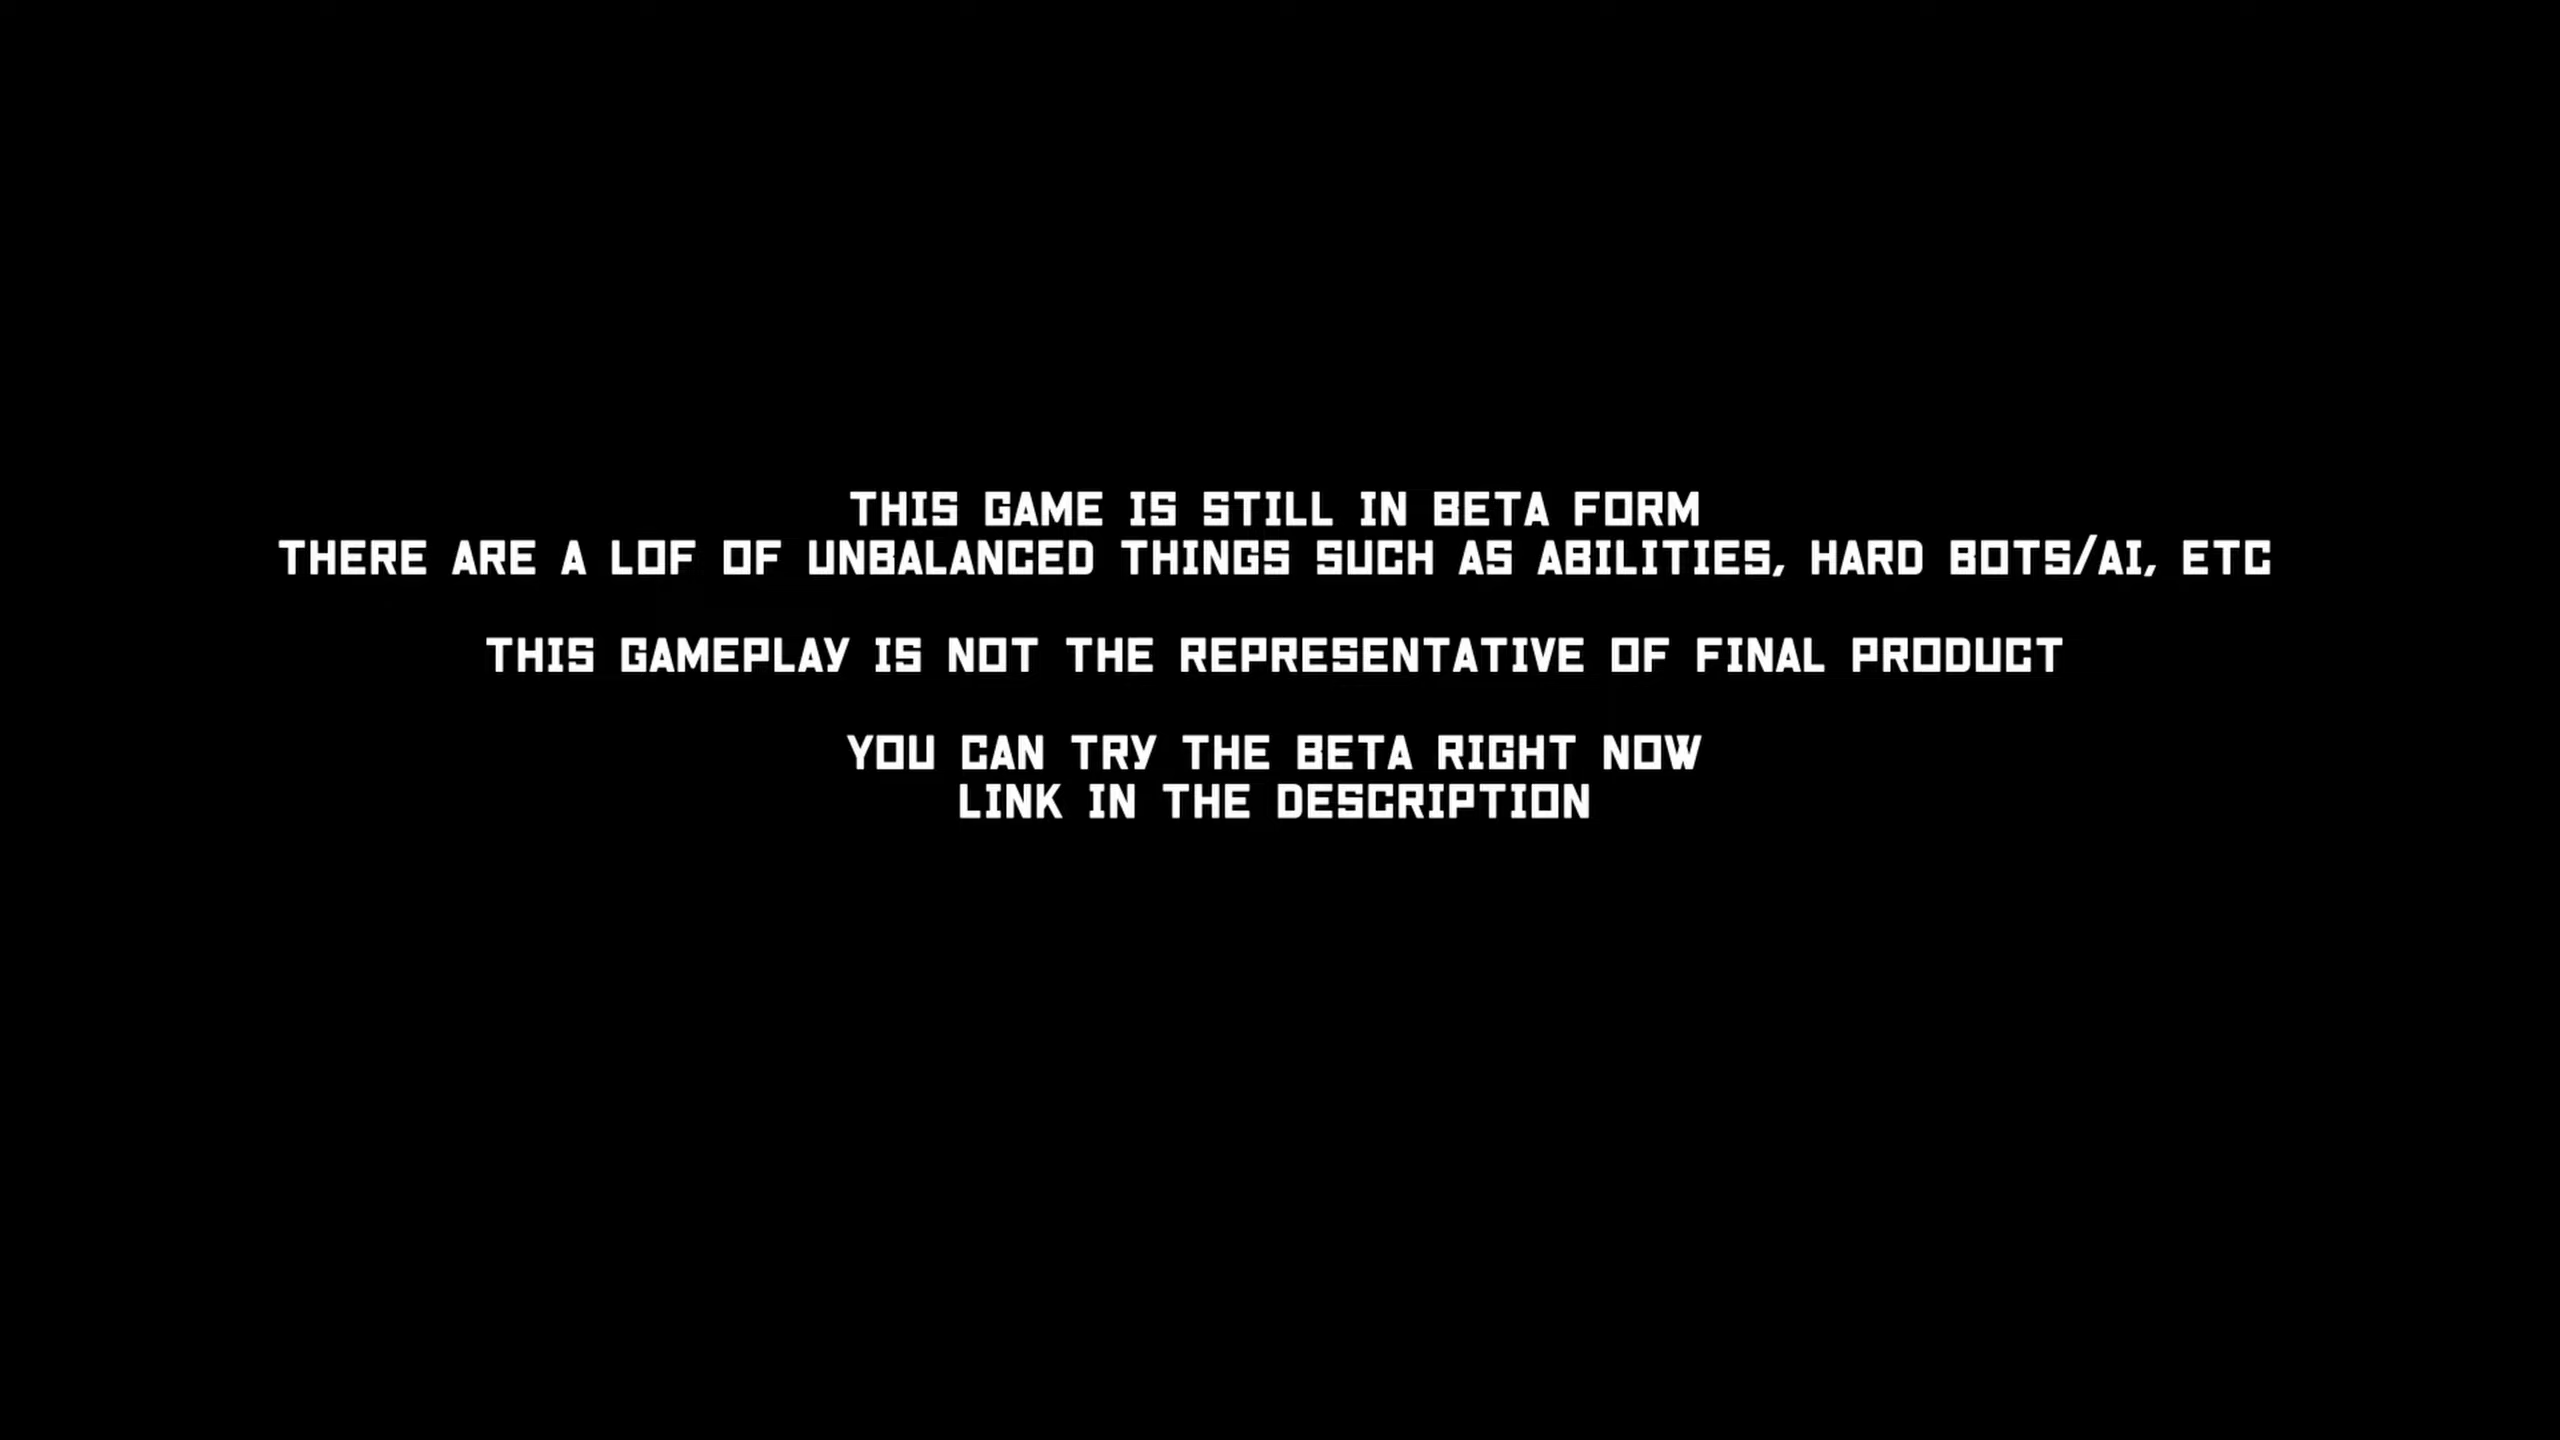 THIS GAME IS STILL IN BETA FORM
THERE ARE A LOF OF UNBALANCED THINGS SUCH AS ABILITIES, HARD BOTS/AI, ETC
THIS GAMEPLAY IS NOT THE REPRESENTATIVE OF FINAL PRODUCT
YOU CAN TRY THE BETA RIGHT NOW
LINK IN THE DESCRIPTION